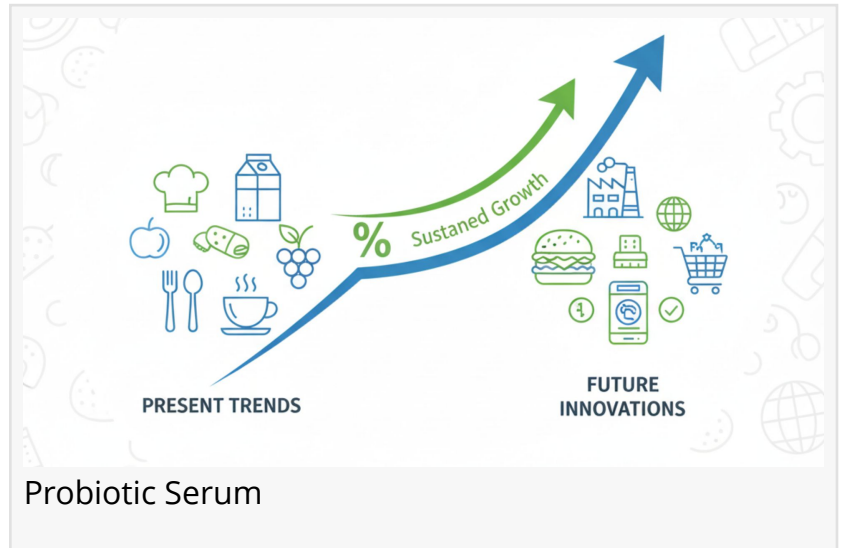 %
Sustaned Growth
PRESENT TRENDS
FUTURE
INNOVATIONS
Probiotic Serum